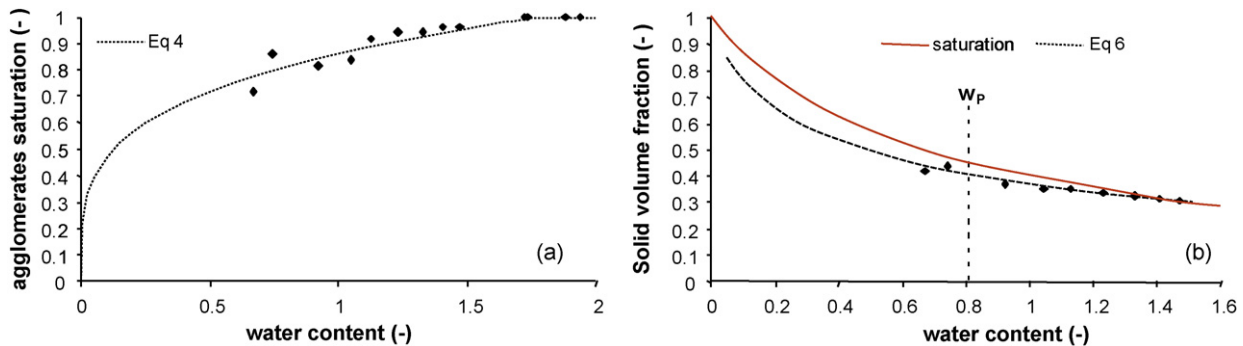 agglomerates saturation (-)
1
0.9
0.8
0.7
0.6
0.5
0.4
0.3
0.2
0.1
0
Eq 4
(a)
0 0.5 1 1.5 2
water content (-)
Solid volume fraction (-)
1
0.9
0.8
0.7
0.6
0.5
0.4
0.3
0.2
0.1
0
saturation Eq 6
wP
(b)
0 0.2 0.4 0.6 0.8 1 1.2 1.4 1.6
water content (-)